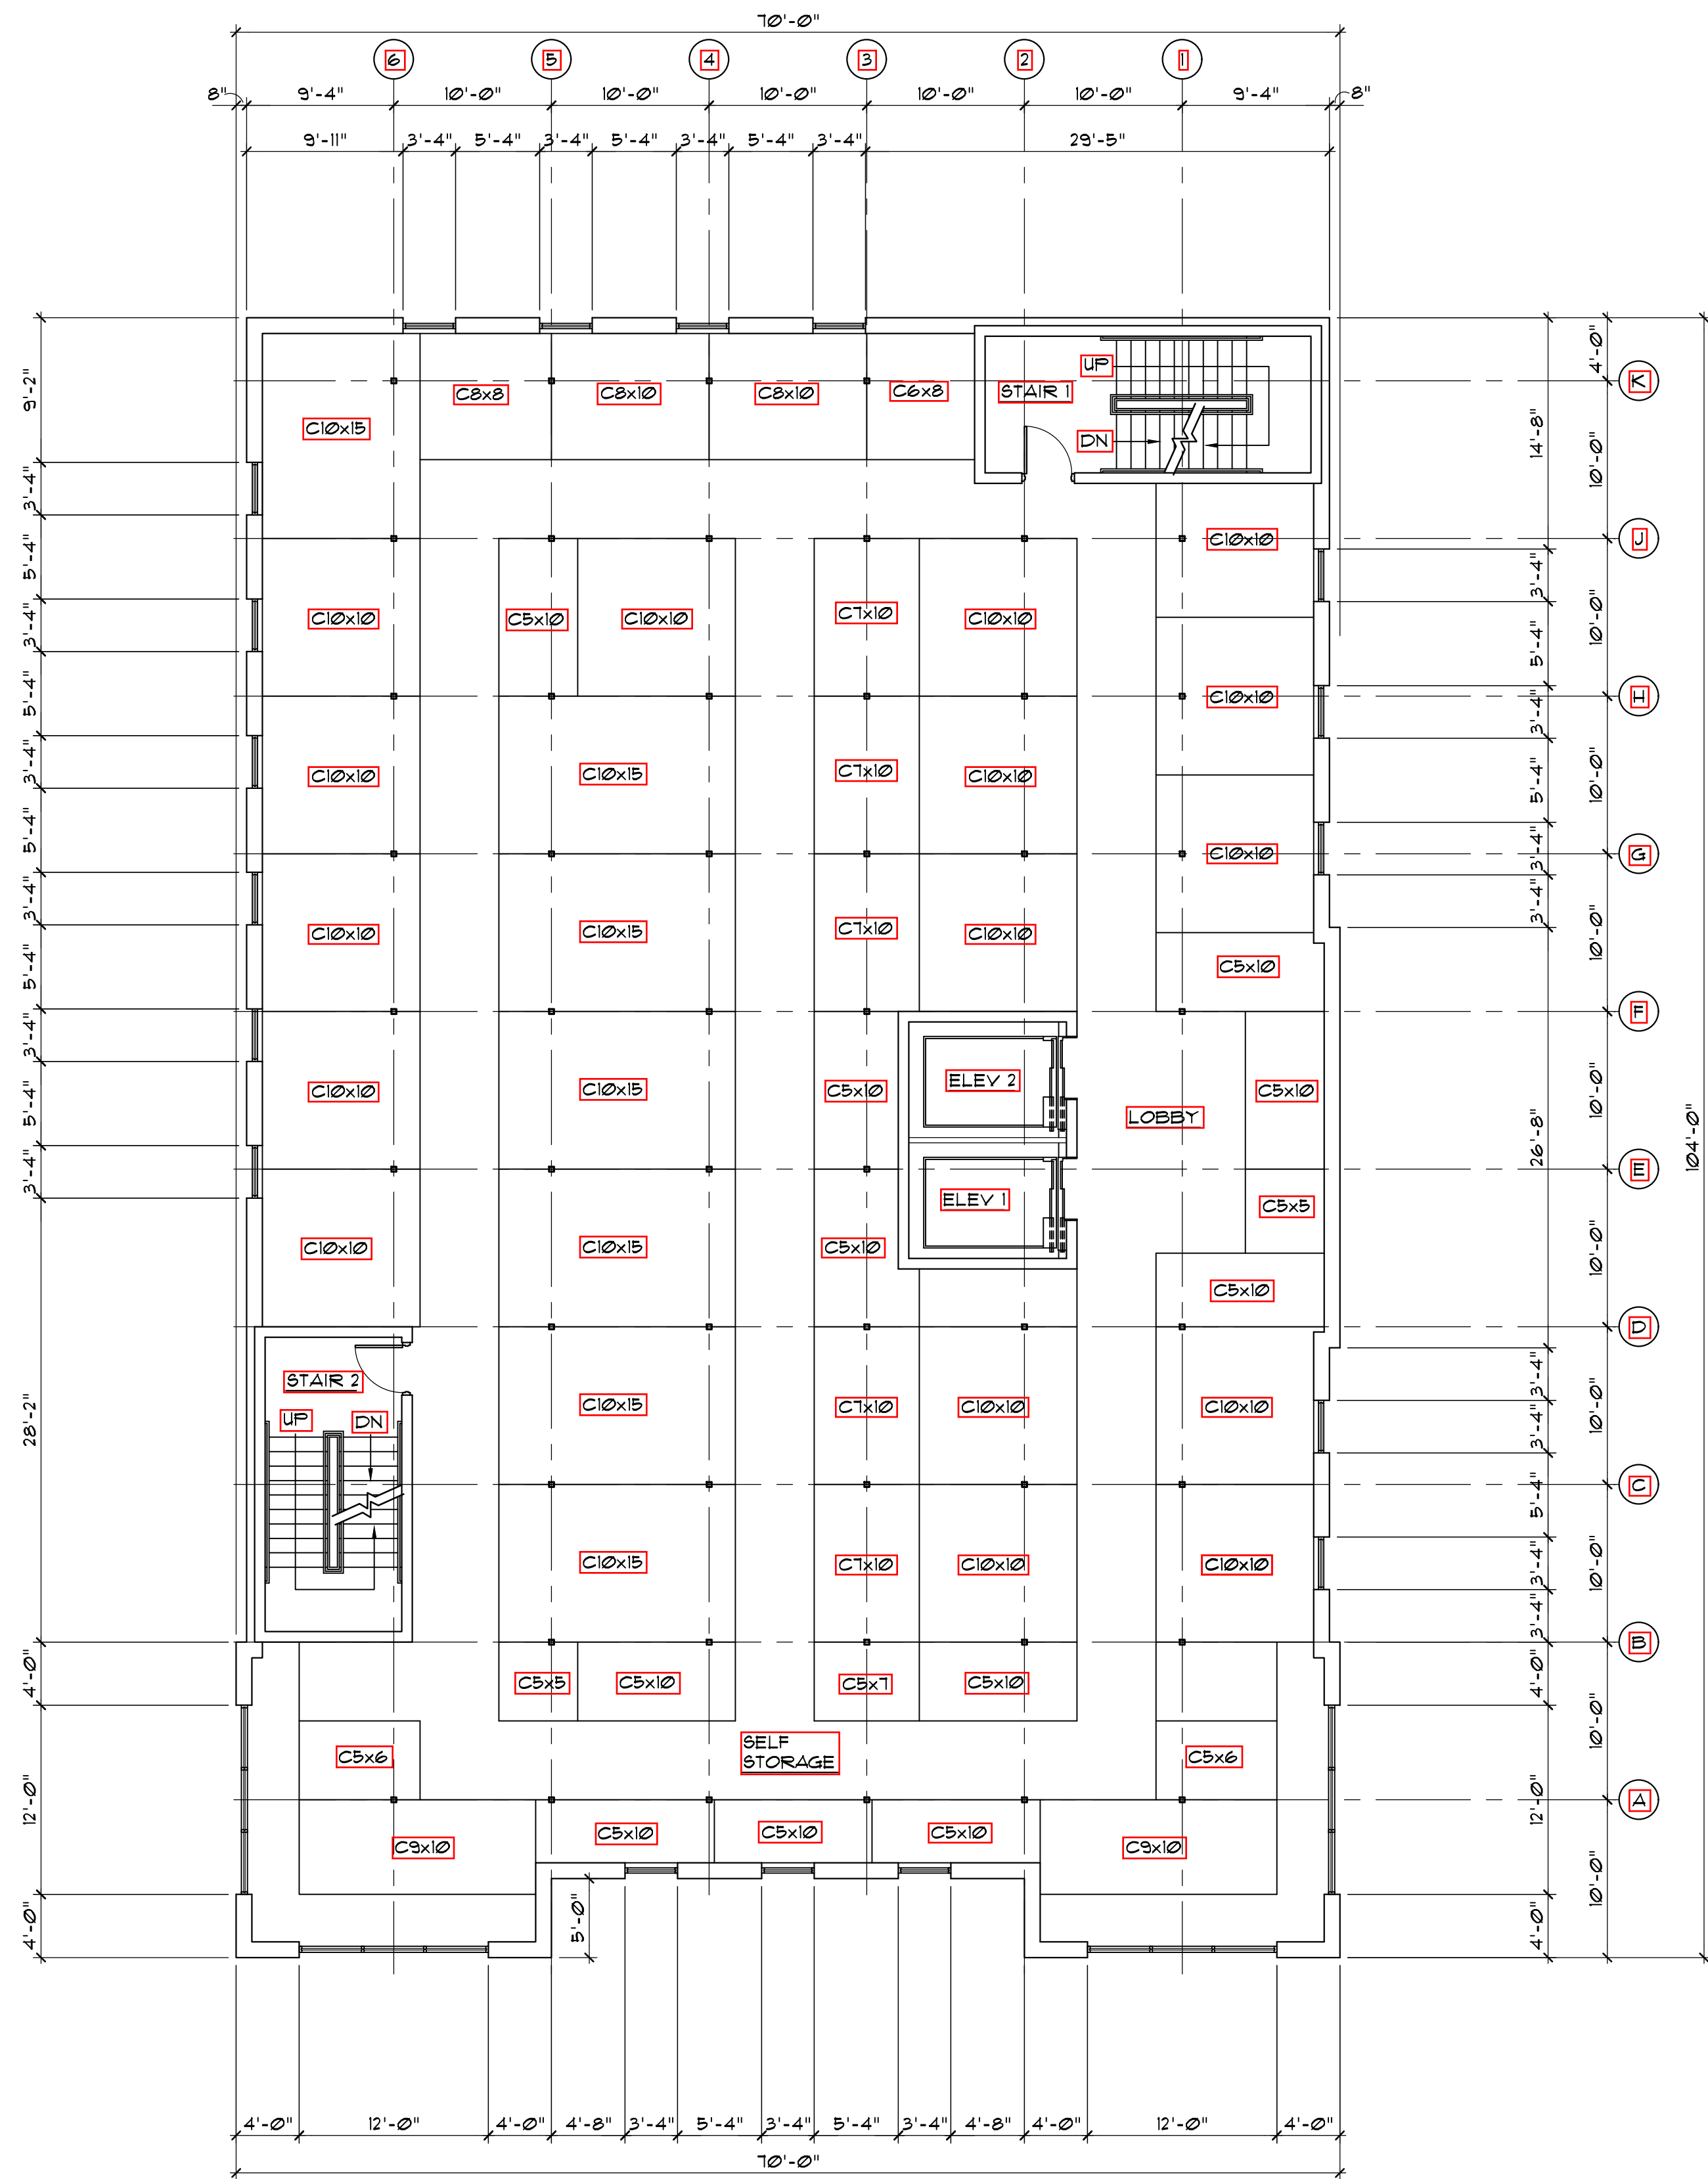 70'-0"
6 5 4 3 2 1
8" 9'-4" 10'-0" 10'-0" 10'-0" 10'-0" 10'-0" 9'-4" 8"
9'-11" 3'-4" 5'-4" 3'-4" 5'-4" 3'-4" 5'-4" 3'-4" 29'-5"
9'-2"
3'-4"
5'-4"
3'-4"
5'-4"
3'-4"
5'-4"
3'-4"
5'-4"
3'-4"
5'-4"
3'-4"
28'-2"
4'-0"
12'-0"
4'-0"
C10x15
C8x8
C8x10
C8x10
C6x8
STAIR 1
UP
DN
C10x10
C10x10
C5x10
C10x10
C7x10
C10x10
C10x10
C10x10
C10x15
C7x10
C10x10
C10x10
C10x10
C10x15
C7x10
C10x10
C5x10
C10x10
C10x15
C5x10
ELEV 2
LOBBY
C5x10
C10x10
C10x15
C5x10
ELEV 1
C5x5
C5x10
STAIR 2
UP
DN
C10x15
C7x10
C10x10
C10x10
C10x15
C7x10
C10x10
C10x10
C5x5
C5x10
C5x7
C5x10
C5x6
SELF
STORAGE
C5x6
C9x10
C5x10
C5x10
C5x10
C9x10
5'-0"
14'-8"
3'-4"
5'-4"
3'-4"
5'-4"
3'-4"
3'-4"
26'-8"
3'-4"
3'-4"
5'-4"
3'-4"
3'-4"
4'-0"
12'-0"
4'-0"
4'-0"
10'-0"
10'-0"
10'-0"
10'-0"
10'-0"
10'-0"
10'-0"
10'-0"
10'-0"
10'-0"
K
J
H
G
F
E
D
C
B
A
104'-0"
4'-0" 12'-0" 4'-0" 4'-8" 3'-4" 5'-4" 3'-4" 5'-4" 3'-4" 4'-8" 4'-0" 12'-0" 4'-0"
70'-0"